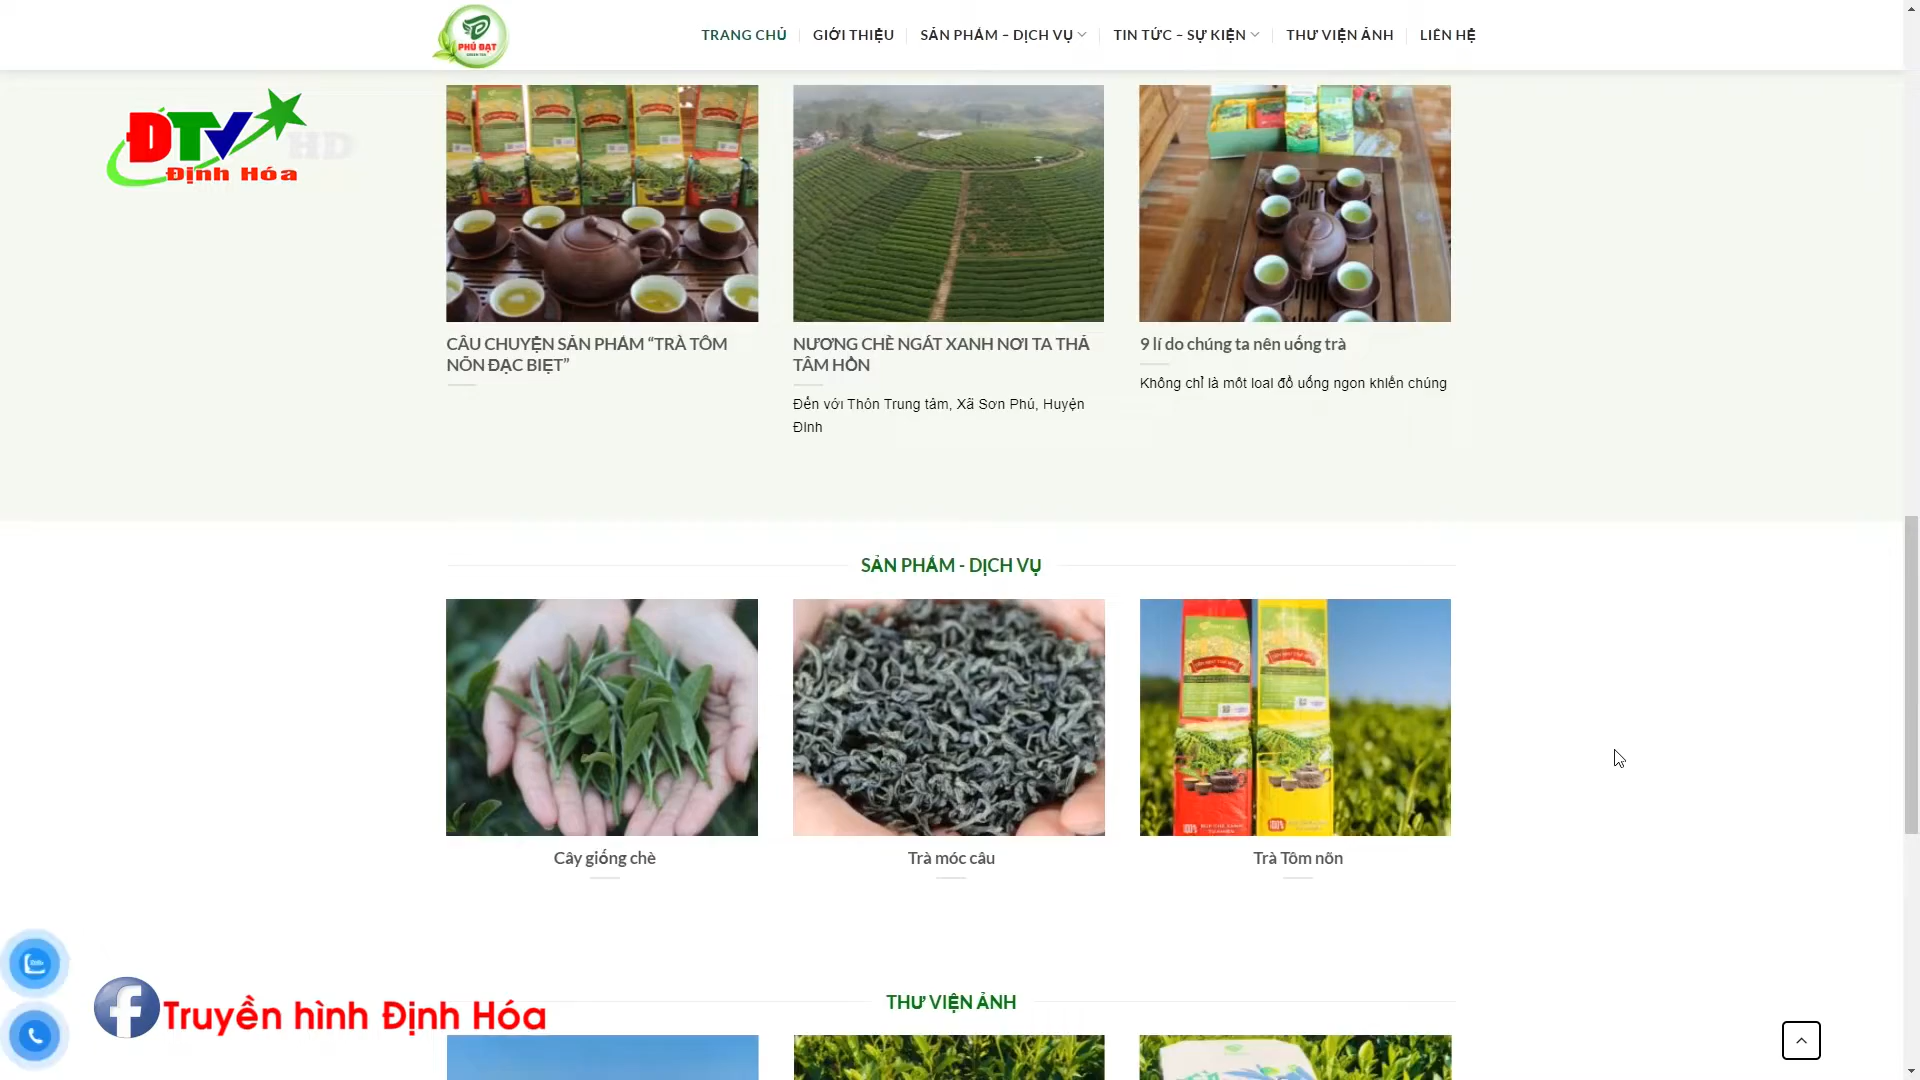 PHÚ ĐẠT
TRANG CHỦ
GIỚI THIỆU
SẢN PHẨM – DỊCH VỤ
TIN TỨC – SỰ KIỆN
THƯ VIỆN ẢNH
LIÊN HỆ
ĐTV HD
Định Hóa
CÂU CHUYỆN SẢN PHẨM “TRÀ TÔM
NÕN ĐẶC BIỆT”
NƯƠNG CHÈ NGÁT XANH NƠI TA THẢ
TÂM HỒN
Đến với Thôn Trung tâm, Xã Sơn Phú, Huyện
Định
9 lí do chúng ta nên uống trà
Không chỉ là một loại đồ uống ngon khiến chúng
SẢN PHẨM - DỊCH VỤ
100%
100%
Cây giống chè
Trà móc câu
Trà Tôm nõn
THƯ VIỆN ẢNH
Truyền hình Định Hóa